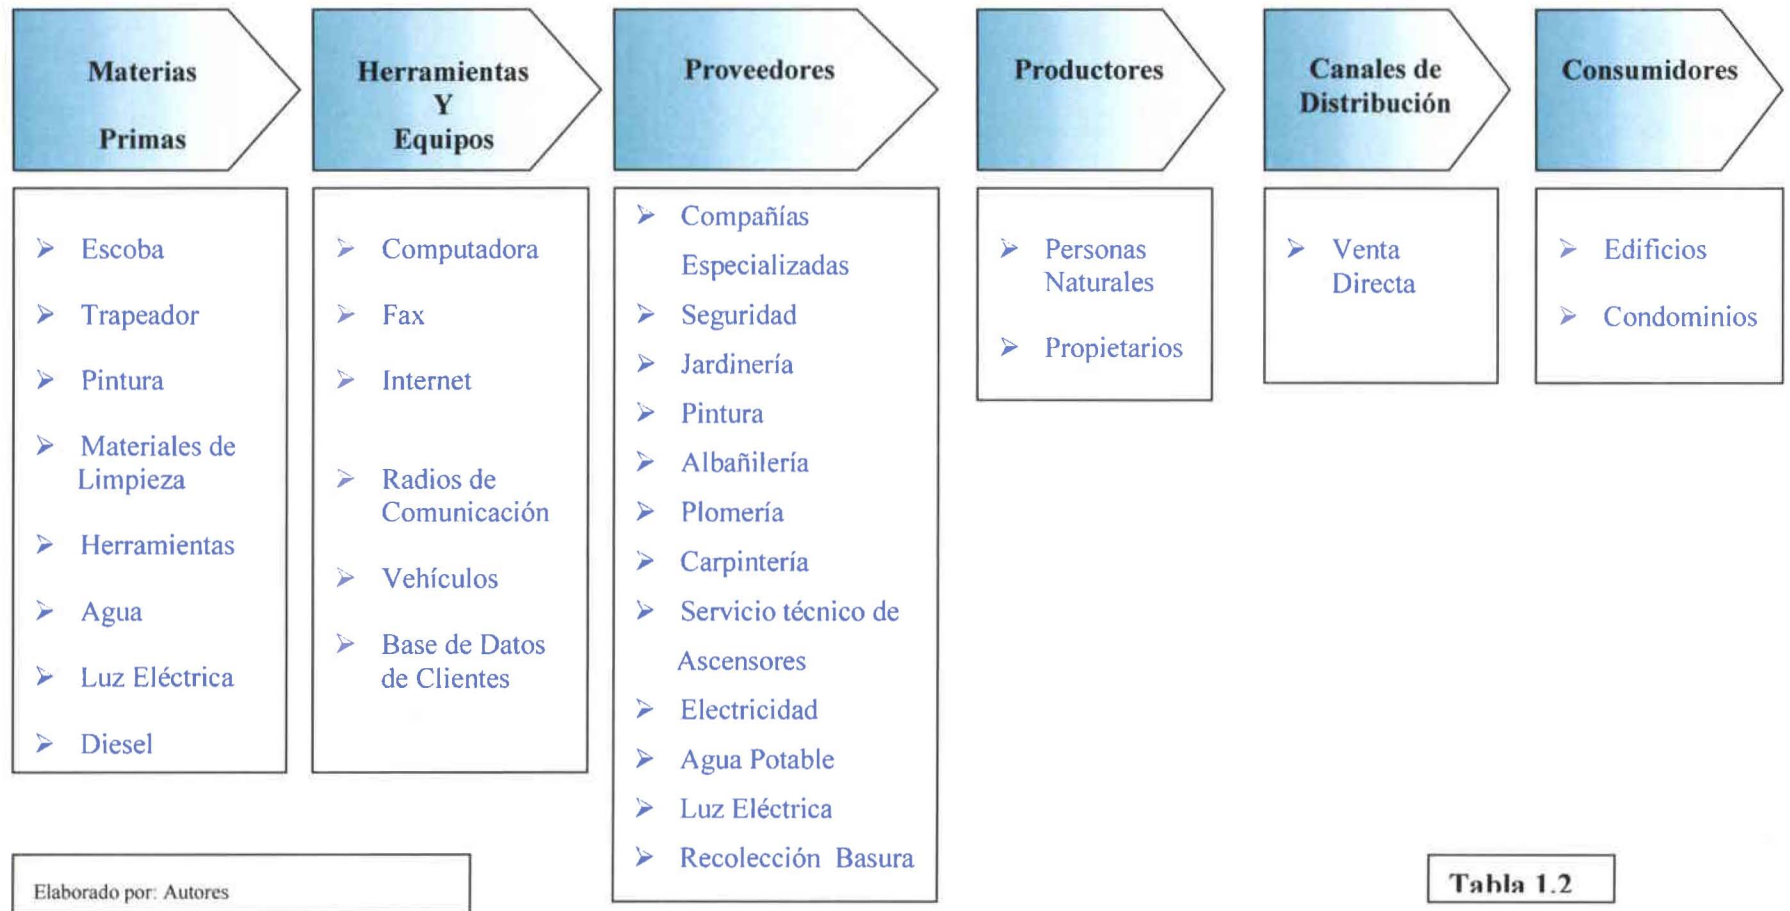 Materias
Primas
Herramientas
Y
Equipos
Proveedores
Productores
Canales de
Distribución
Consumidores
➢ Escoba
➢ Trapeador
➢ Pintura
➢ Materiales de
Limpieza
➢ Herramientas
➢ Agua
➢ Luz Eléctrica
➢ Diesel
➢ Computadora
➢ Fax
➢ Internet
➢ Radios de
Comunicación
➢ Vehículos
➢ Base de Datos
de Clientes
➢ Compañías
Especializadas
➢ Seguridad
➢ Jardinería
➢ Pintura
➢ Albañilería
➢ Plomería
➢ Carpintería
➢ Servicio técnico de
Ascensores
➢ Electricidad
➢ Agua Potable
➢ Luz Eléctrica
➢ Recolección Basura
➢ Personas
Naturales
➢ Propietarios
➢ Venta
Directa
➢ Edificios
➢ Condominios
Elaborado por: Autores
Tabla 1.2